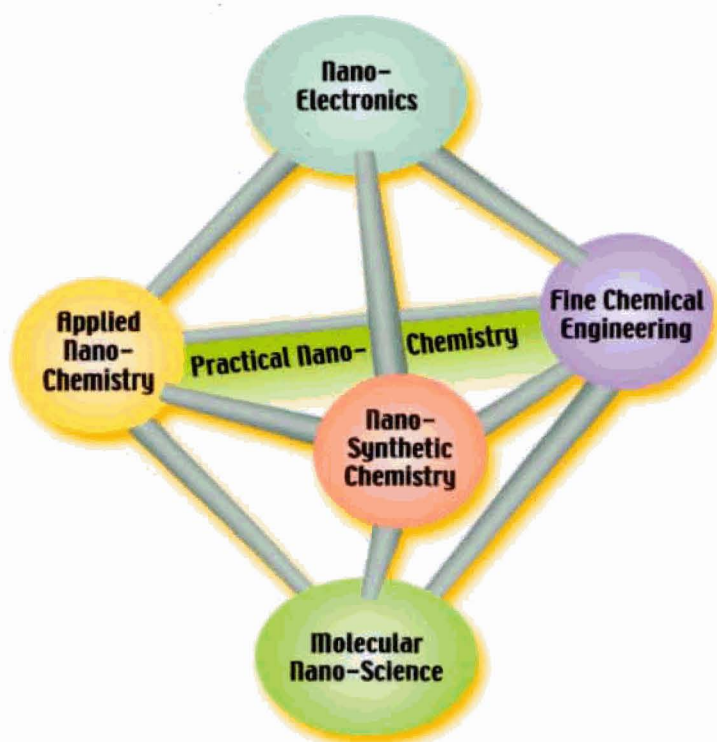 Nano-
Electronics
Fine Chemical
Engineering
Applied
Nano-
Chemistry
Practical Nano- Chemistry
Nano-
Synthetic
Chemistry
Molecular
Nano-Science